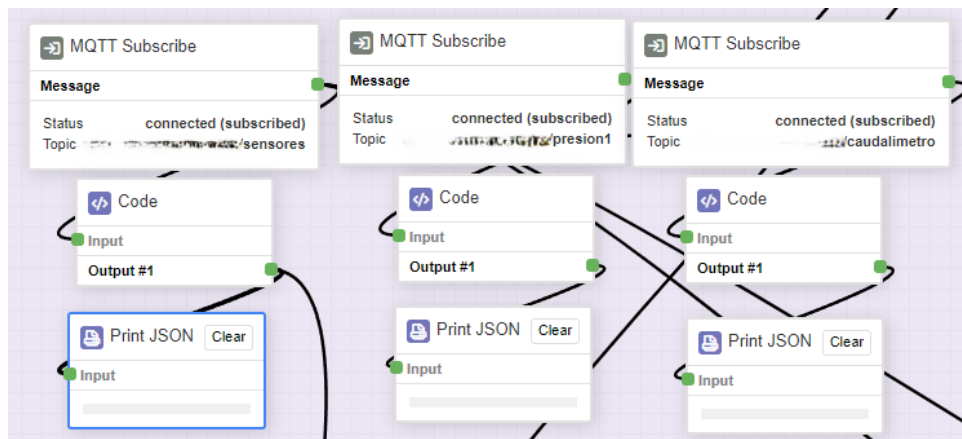 MQTT Subscribe
Message
Status connected (subscribed)
Topic /sensores
Code
Input
Output #1
Print JSON Clear
Input
MQTT Subscribe
Message
Status connected (subscribed)
Topic /presion1
Code
Input
Output #1
Print JSON Clear
Input
MQTT Subscribe
Message
Status connected (subscribed)
Topic /caudalimetro
Code
Input
Output #1
Print JSON Clear
Input